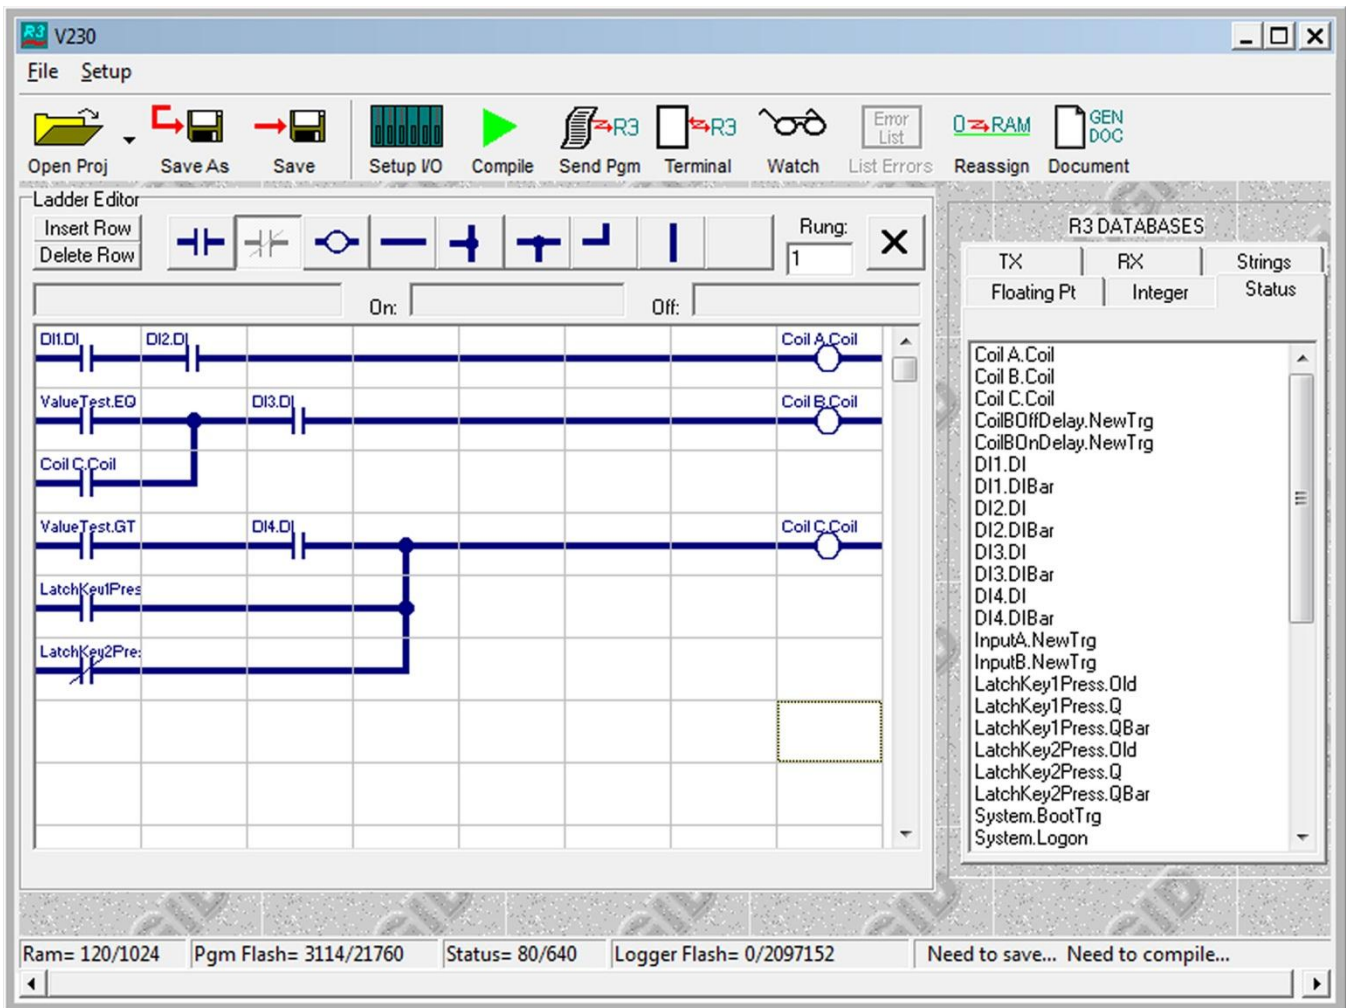 R3 V230
File Setup
Open Proj Save As Save Setup I/O Compile Send Pgm Terminal Watch List Errors Reassign Document
R3 R3 Error List 0 RAM GEN DOC
Ladder Editor
Insert Row
Delete Row
Rung:
1
On: Off:
DI1.DI DI2.DI Coil A.Coil
ValueTest.EQ DI3.DI Coil B.Coil
Coil C.Coil
ValueTest.GT DI4.DI Coil C.Coil
LatchKey1Pres
LatchKey2Pre
R3 DATABASES
TX RX Strings
Floating Pt Integer Status
Coil A.Coil
Coil B.Coil
Coil C.Coil
CoilBOffDelay.NewTrg
CoilBOnDelay.NewTrg
DI1.DI
DI1.DIBar
DI2.DI
DI2.DIBar
DI3.DI
DI3.DIBar
DI4.DI
DI4.DIBar
InputA.NewTrg
InputB.NewTrg
LatchKey1Press.Old
LatchKey1Press.Q
LatchKey1Press.QBar
LatchKey2Press.Old
LatchKey2Press.Q
LatchKey2Press.QBar
System.BootTrg
System.Logon
Ram= 120/1024 Pgm Flash= 3114/21760 Status= 80/640 Logger Flash= 0/2097152 Need to save... Need to compile...